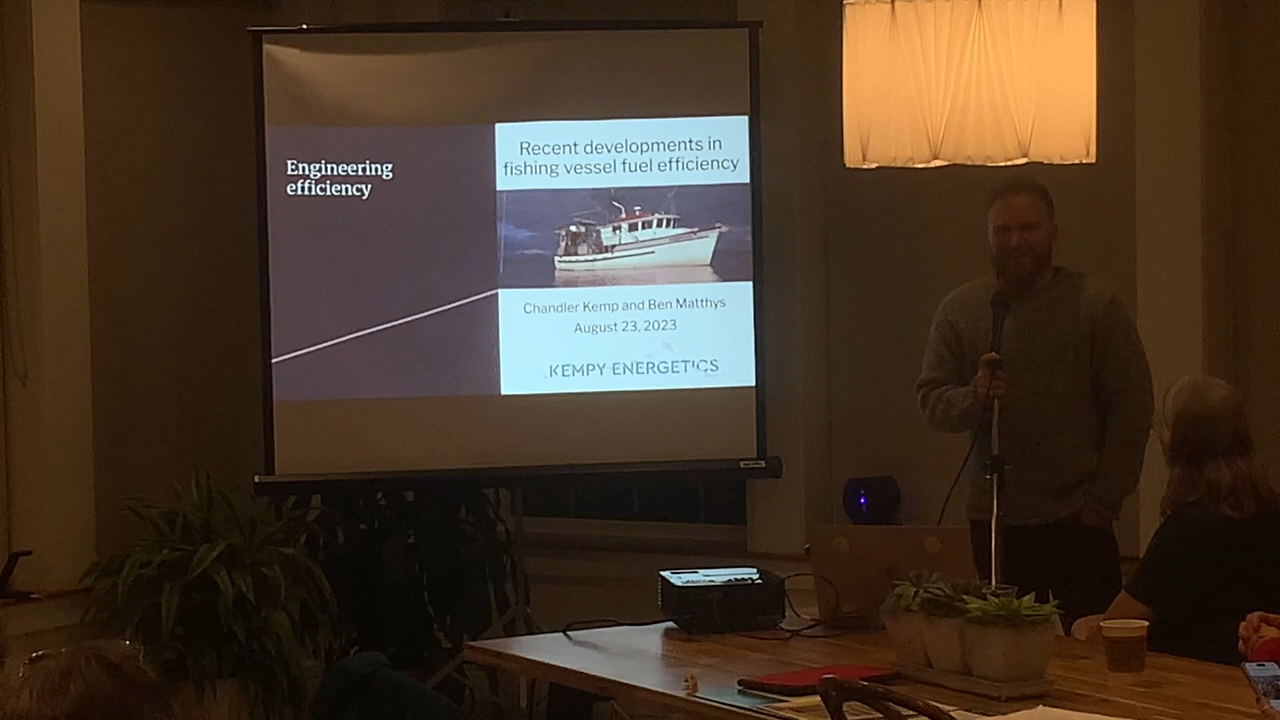 Engineering
efficiency
Recent developments in
fishing vessel fuel efficiency
Chandler Kemp and Ben Matthys
August 23, 2023
KEMPY ENERGETICS